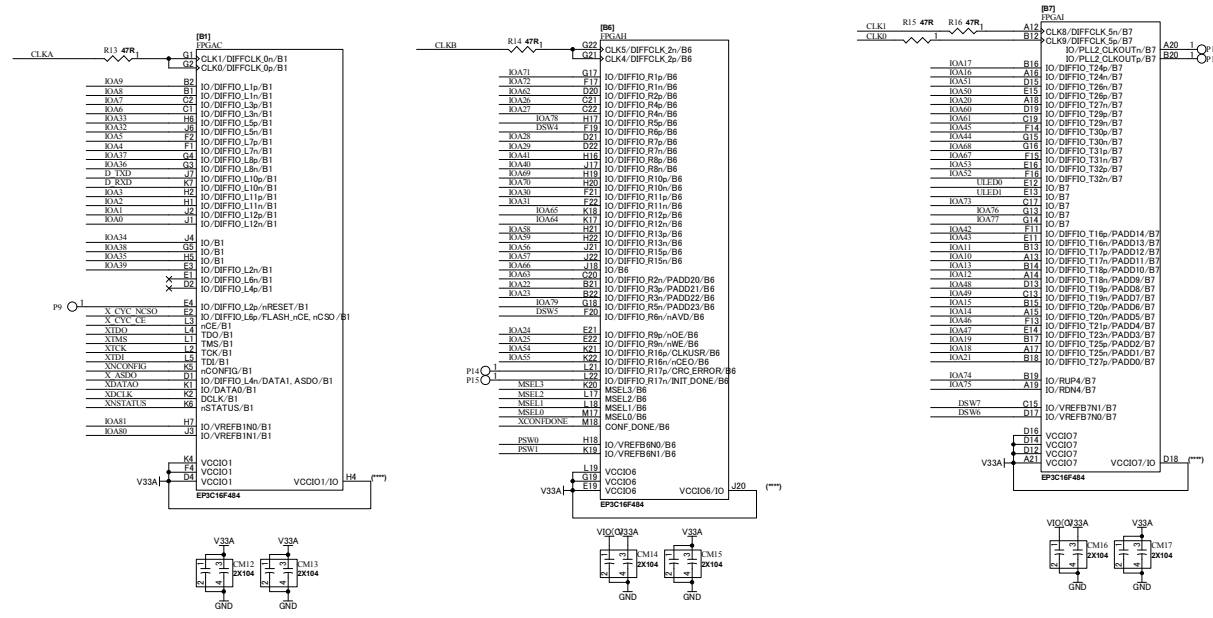 [B1]
FPGAC
CLKA R13 47R 1 G1 CLK1/DIFFCLK_0n/B1
G2 CLK0/DIFFCLK_0p/B1
IOA9 B2 IO/DIFFIO_L1p/B1
IOA8 B1 IO/DIFFIO_L1n/B1
IOA7 C2 IO/DIFFIO_L3n/B1
IOA6 C1 IO/DIFFIO_L3n/B1
IOA33 H6 IO/DIFFIO_L5p/B1
IOA32 J6 IO/DIFFIO_L5n/B1
IOA5 F2 IO/DIFFIO_L7p/B1
IOA4 F1 IO/DIFFIO_L7n/B1
IOA37 G4 IO/DIFFIO_L8p/B1
IOA36 G3 IO/DIFFIO_L8n/B1
D_TXD J7 IO/DIFFIO_L10p/B1
D_RXD K7 IO/DIFFIO_L10n/B1
IOA3 H2 IO/DIFFIO_L11p/B1
IOA2 H1 IO/DIFFIO_L11n/B1
IOA1 J2 IO/DIFFIO_L12p/B1
IOA0 J1 IO/DIFFIO_L12n/B1
IOA34 J4 IO/B1
IOA38 G5 IO/B1
IOA35 H5 IO/B1
IOA39 E3 IO/DIFFIO_L2n/B1
E1 IO/DIFFIO_L6n/B1
D2 IO/DIFFIO_L4p/B1
P9 1 E4 IO/DIFFIO_L2p/nRESET/B1
X_CYC_NCSO E2 IO/DIFFIO_L6p/FLASH_nCE, nCSO/B1
X_CYC_CE L3 nCE/B1
XTDO L4 TDO/B1
XTMS L1 TMS/B1
XTCK L2 TCK/B1
XTDI L5 TDI/B1
XNCONFIG K5 nCONFIG/B1
X_ASDO D1 IO/DIFFIO_L4n/DATA1, ASDO/B1
XDATAO K1 IO/DATA0/B1
XDCLK K2 DCLK/B1
XNSTATUS K6 nSTATUS/B1
IOA81 H7 IO/VREFB1N0/B1
IOA80 J3 IO/VREFB1N1/B1
K4 VCCIO1
F4 VCCIO1
V33A D4 VCCIO1 VCCIO1/IO H4 (****)
EP3C16F484
V33A V33A
1 3 CM12 1 3 CM13
2X104 2X104
2 4 2 4
GND GND
[B6]
FPGAH
CLKB R14 47R 1 G22 CLK5/DIFFCLK_2n/B6
G21 CLK4/DIFFCLK_2p/B6
IOA71 G17 IO/DIFFIO_R1p/B6
IOA72 F17 IO/DIFFIO_R1n/B6
IOA62 D20 IO/DIFFIO_R2p/B6
IOA26 C21 IO/DIFFIO_R4p/B6
IOA27 C22 IO/DIFFIO_R4n/B6
IOA78 H17 IO/DIFFIO_R5p/B6
DSW4 F19 IO/DIFFIO_R6p/B6
IOA28 D21 IO/DIFFIO_R7p/B6
IOA29 D22 IO/DIFFIO_R7n/B6
IOA41 H16 IO/DIFFIO_R8p/B6
IOA40 J17 IO/DIFFIO_R8n/B6
IOA69 H19 IO/DIFFIO_R10p/B6
IOA70 H20 IO/DIFFIO_R10n/B6
IOA30 F21 IO/DIFFIO_R11p/B6
IOA31 F22 IO/DIFFIO_R11n/B6
IOA65 K18 IO/DIFFIO_R12p/B6
IOA64 K17 IO/DIFFIO_R12n/B6
IOA58 H21 IO/DIFFIO_R13p/B6
IOA59 H22 IO/DIFFIO_R13n/B6
IOA56 J21 IO/DIFFIO_R15p/B6
IOA57 J22 IO/DIFFIO_R15n/B6
IOA66 J18 IO/B6
IOA63 C20 IO/DIFFIO_R2n/PADD20/B6
IOA22 B21 IO/DIFFIO_R3p/PADD21/B6
IOA23 B22 IO/DIFFIO_R3n/PADD22/B6
IOA79 G18 IO/DIFFIO_R5n/PADD23/B6
DSW5 F20 IO/DIFFIO_R6n/nAVD/B6
IOA24 E21 IO/DIFFIO_R9p/nOE/B6
IOA25 E22 IO/DIFFIO_R9n/nWE/B6
IOA54 K21 IO/DIFFIO_R16p/CLKUSR/B6
IOA55 K22 IO/DIFFIO_R16n/nCEO/B6
P14 1 L21 IO/DIFFIO_R17p/CRC_ERROR/B6
P15 1 L22 IO/DIFFIO_R17n/INIT_DONE/B6
MSEL3 K20 MSEL3/B6
MSEL2 L17 MSEL2/B6
MSEL1 L18 MSEL1/B6
MSEL0 M17 MSEL0/B6
XCONFDONE M18 CONF_DONE/B6
PSW0 H18 IO/VREFB6N0/B6
PSW1 K19 IO/VREFB6N1/B6
L19 VCCIO6
G19 VCCIO6
V33A E19 VCCIO6 VCCIO6/IO J20 (****)
EP3C16F484
V33A V33A
1 3 CM14 1 3 CM15
2X104 2X104
2 4 2 4
GND GND
[B7]
FPGAI
CLK1 R15 47R R16 47R 1 A12 CLK8/DIFFCLK_5n/B7
CLK0 1 B12 CLK9/DIFFCLK_5p/B7
IO/PLL2_CLKOUTn/B7 A20 1
IO/PLL2_CLKOUTp/B7 B20 1
IOA17 B16 IO/DIFFIO_T24p/B7
IOA16 A16 IO/DIFFIO_T24n/B7
IOA51 D15 IO/DIFFIO_T26p/B7
IOA50 E15 IO/DIFFIO_T26n/B7
IOA20 A18 IO/DIFFIO_T27n/B7
IOA60 D19 IO/DIFFIO_T29p/B7
IOA61 C19 IO/DIFFIO_T29n/B7
IOA45 F14 IO/DIFFIO_T30p/B7
IOA44 G15 IO/DIFFIO_T30n/B7
IOA68 G16 IO/DIFFIO_T31p/B7
IOA67 F15 IO/DIFFIO_T31n/B7
IOA53 E16 IO/DIFFIO_T32p/B7
IOA52 F16 IO/DIFFIO_T32n/B7
ULED0 E12 IO/B7
ULED1 E13 IO/B7
IOA73 C17 IO/B7
IOA76 G13 IO/B7
IOA77 G14 IO/B7
IOA42 F11 IO/DIFFIO_T16p/PADD14/B7
IOA43 E11 IO/DIFFIO_T16n/PADD13/B7
IOA11 B13 IO/DIFFIO_T17p/PADD12/B7
IOA10 A13 IO/DIFFIO_T17n/PADD11/B7
IOA13 B14 IO/DIFFIO_T18p/PADD10/B7
IOA12 A14 IO/DIFFIO_T18n/PADD9/B7
IOA48 D13 IO/DIFFIO_T19p/PADD8/B7
IOA49 C13 IO/DIFFIO_T19n/PADD7/B7
IOA15 B15 IO/DIFFIO_T20p/PADD6/B7
IOA14 A15 IO/DIFFIO_T20n/PADD5/B7
IOA46 F13 IO/DIFFIO_T21p/PADD4/B7
IOA47 E14 IO/DIFFIO_T23n/PADD3/B7
IOA19 B17 IO/DIFFIO_T25p/PADD2/B7
IOA18 A17 IO/DIFFIO_T25n/PADD1/B7
IOA21 B18 IO/DIFFIO_T27p/PADD0/B7
IOA74 B19 IO/RUP4/B7
IOA75 A19 IO/RDN4/B7
DSW7 C15 IO/VREFB7N1/B7
DSW6 D17 IO/VREFB7N0/B7
D16 VCCIO7
D14 VCCIO7
D12 VCCIO7
V33A A21 VCCIO7 VCCIO7/IO D18 (****)
EP3C16F484
V33A V33A
1 3 CM16 1 3 CM17
2X104 2X104
2 4 2 4
GND GND